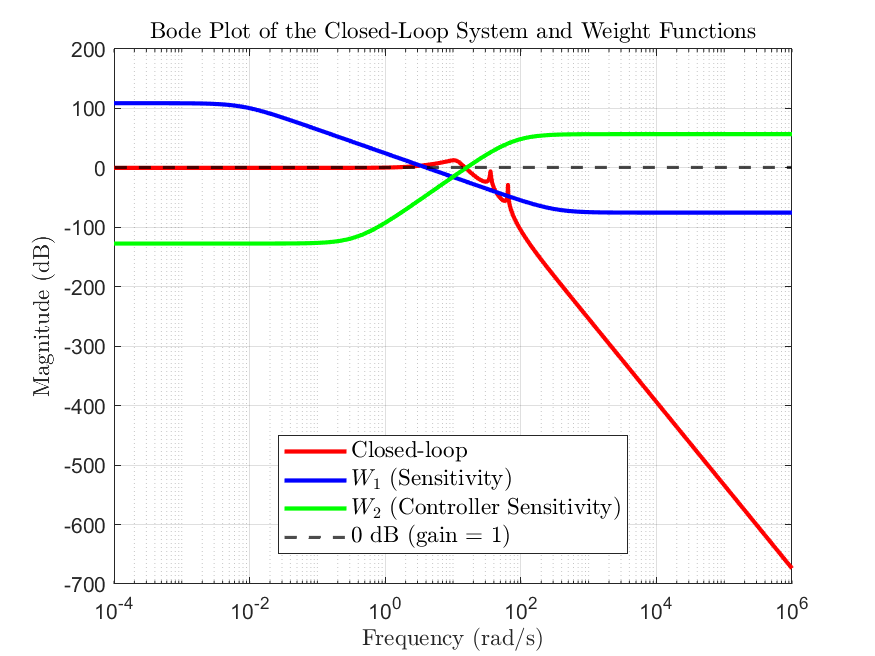 Bode Plot of the Closed-Loop System and Weight Functions
200
100
0
-100
-200
-300
-400
-500
-600
-700
Magnitude (dB)
Closed-loop
W₁ (Sensitivity)
W₂ (Controller Sensitivity)
0 dB (gain = 1)
10⁻⁴ 10⁻² 10⁰ 10² 10⁴ 10⁶
Frequency (rad/s)